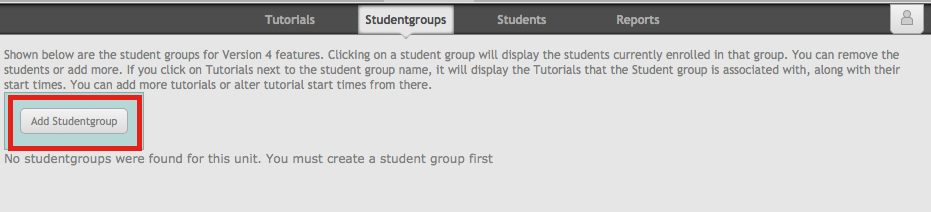 Tutorials Studentgroups Students Reports
Shown below are the student groups for Version 4 features. Clicking on a student group will display the students currently enrolled in that group. You can remove the
students or add more. If you click on Tutorials next to the student group name, it will display the Tutorials that the Student group is associated with, along with their
start times. You can add more tutorials or alter tutorial start times from there.
Add Studentgroup
No studentgroups were found for this unit. You must create a student group first